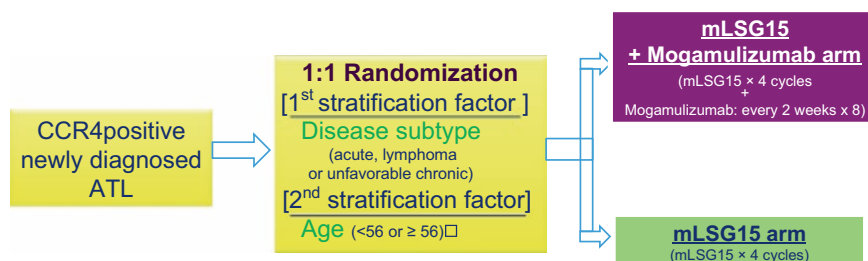 CCR4positive
newly diagnosed
ATL
1:1 Randomization
[1st stratification factor ]
Disease subtype
(acute, lymphoma
or unfavorable chronic)
[2nd stratification factor]
Age (<56 or ≥ 56)□
mLSG15
+ Mogamulizumab arm
(mLSG15 × 4 cycles
+
Mogamulizumab: every 2 weeks x 8)
mLSG15 arm
(mLSG15 × 4 cycles)